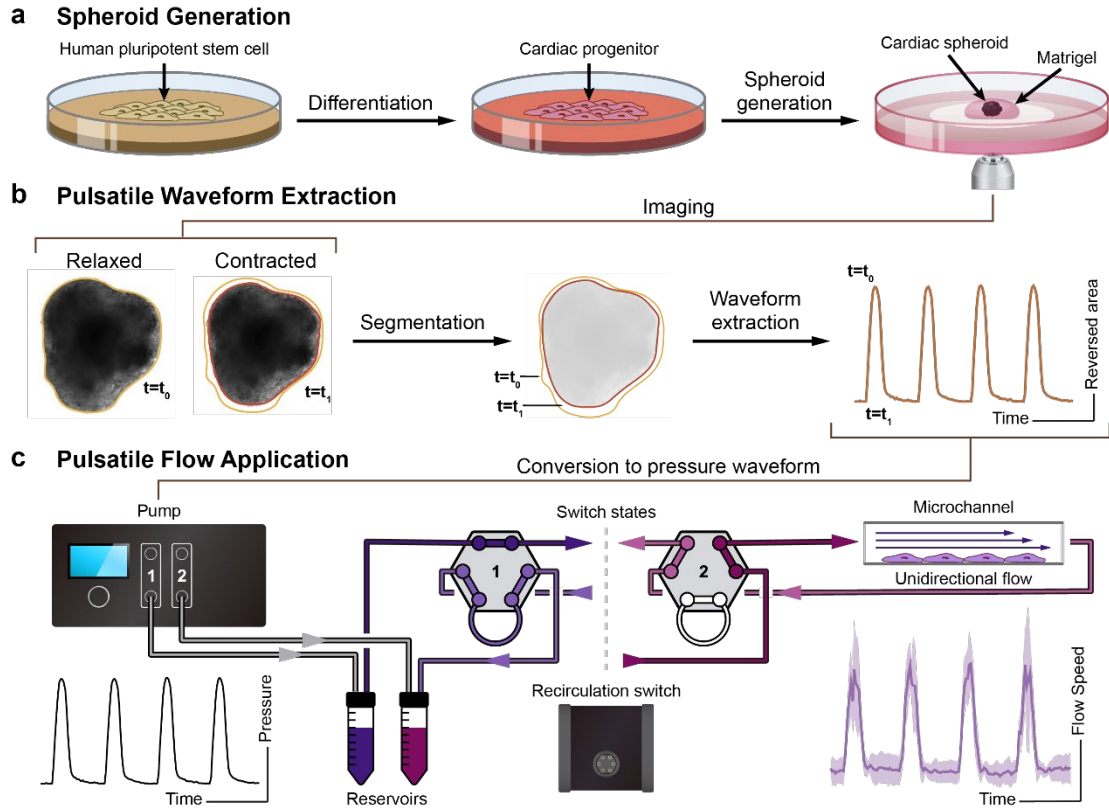 a Spheroid Generation
Human pluripotent stem cell
Differentiation
Cardiac progenitor
Spheroid
generation
Cardiac spheroid
Matrigel
b Pulsatile Waveform Extraction
Imaging
Relaxed
t=t0
Contracted
t=t1
Segmentation
t=t0
t=t1
Waveform
extraction
t=t0
t=t1
Reversed area
Time
c Pulsatile Flow Application
Conversion to pressure waveform
Pump
1
2
Pressure
Time
Reservoirs
Switch states
1
2
Recirculation switch
Microchannel
Unidirectional flow
Flow Speed
Time